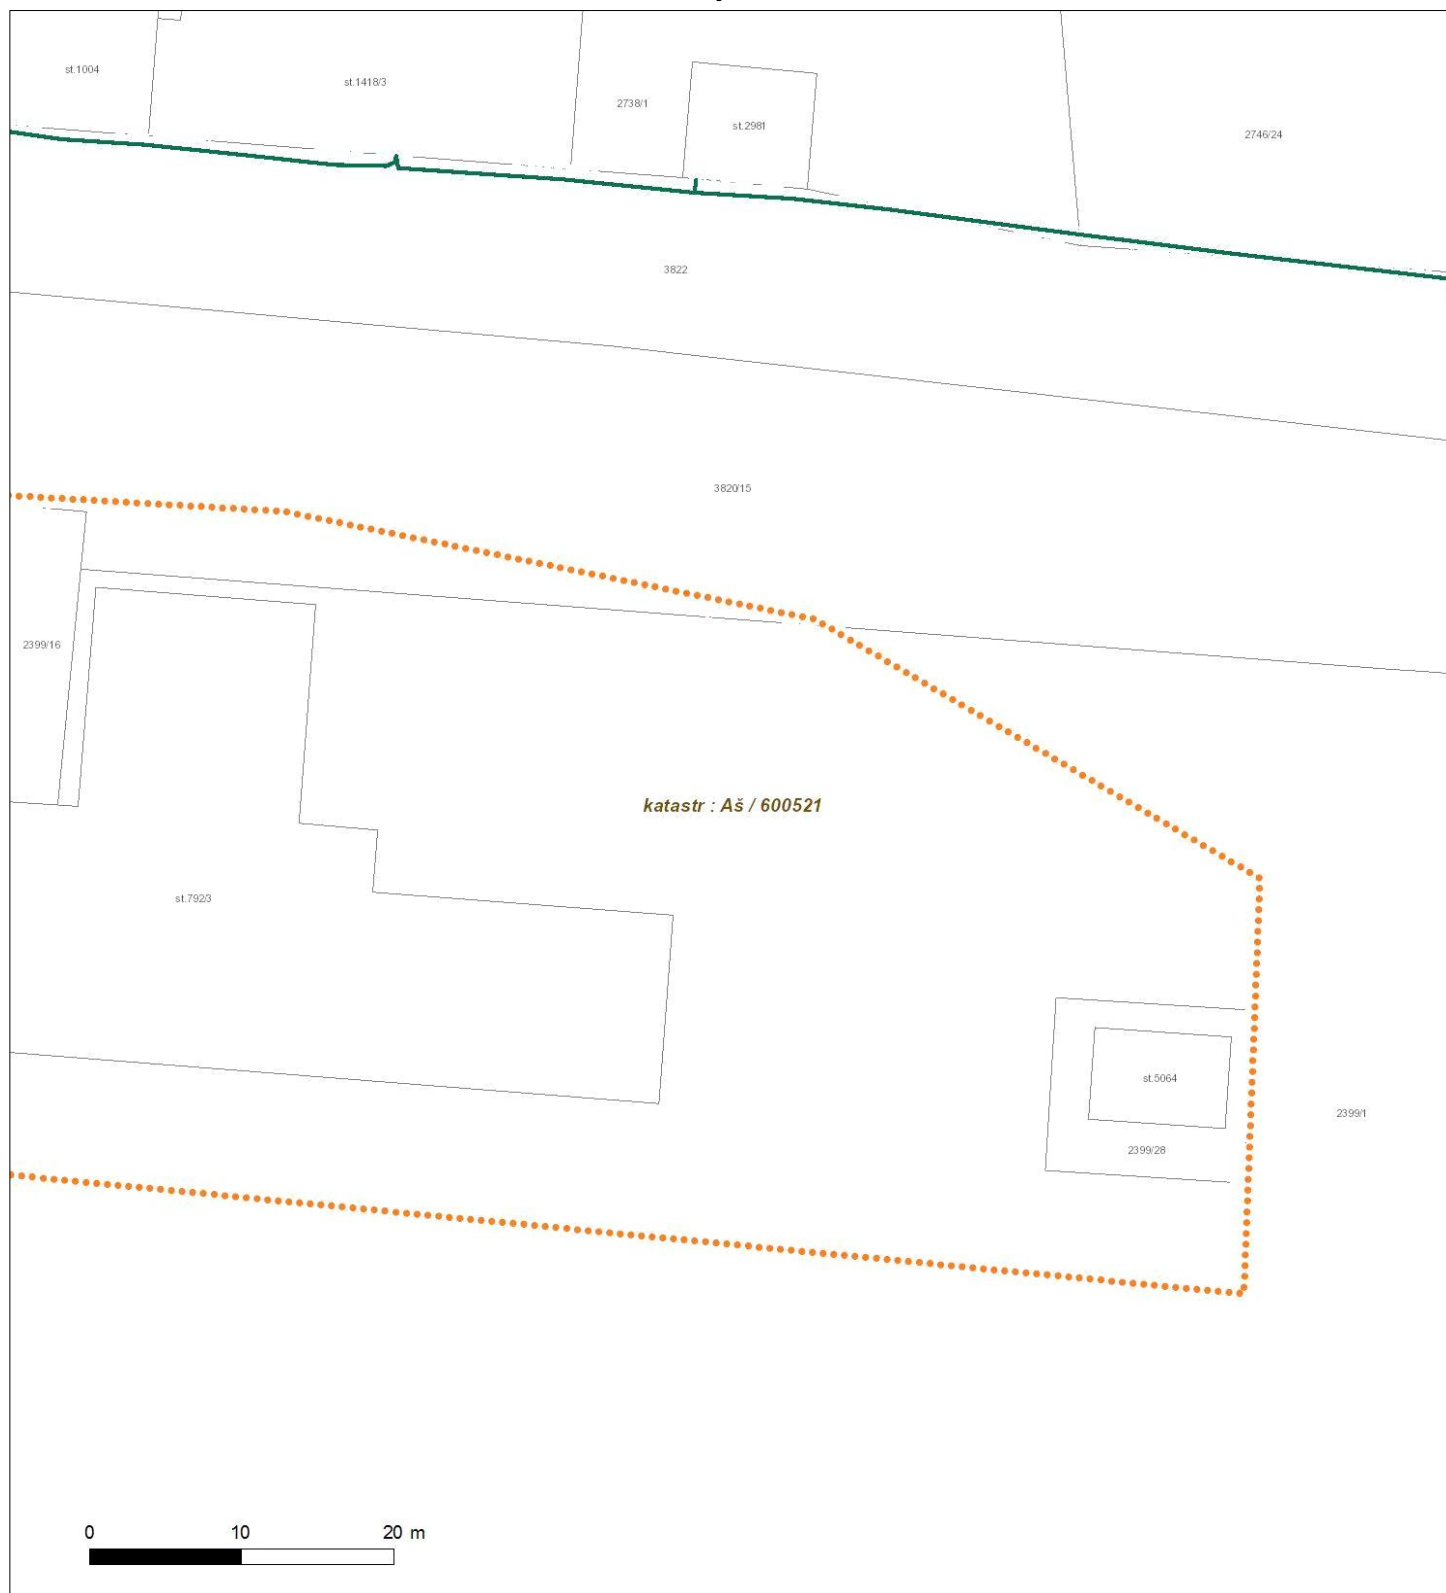 st.1004
st.1418/3
2738/1
st.2981
2746/24
3822
3820/15
2399/16
katastr : Aš / 600521
st.792/3
st.5064
2399/1
2399/28
0 10 20 m